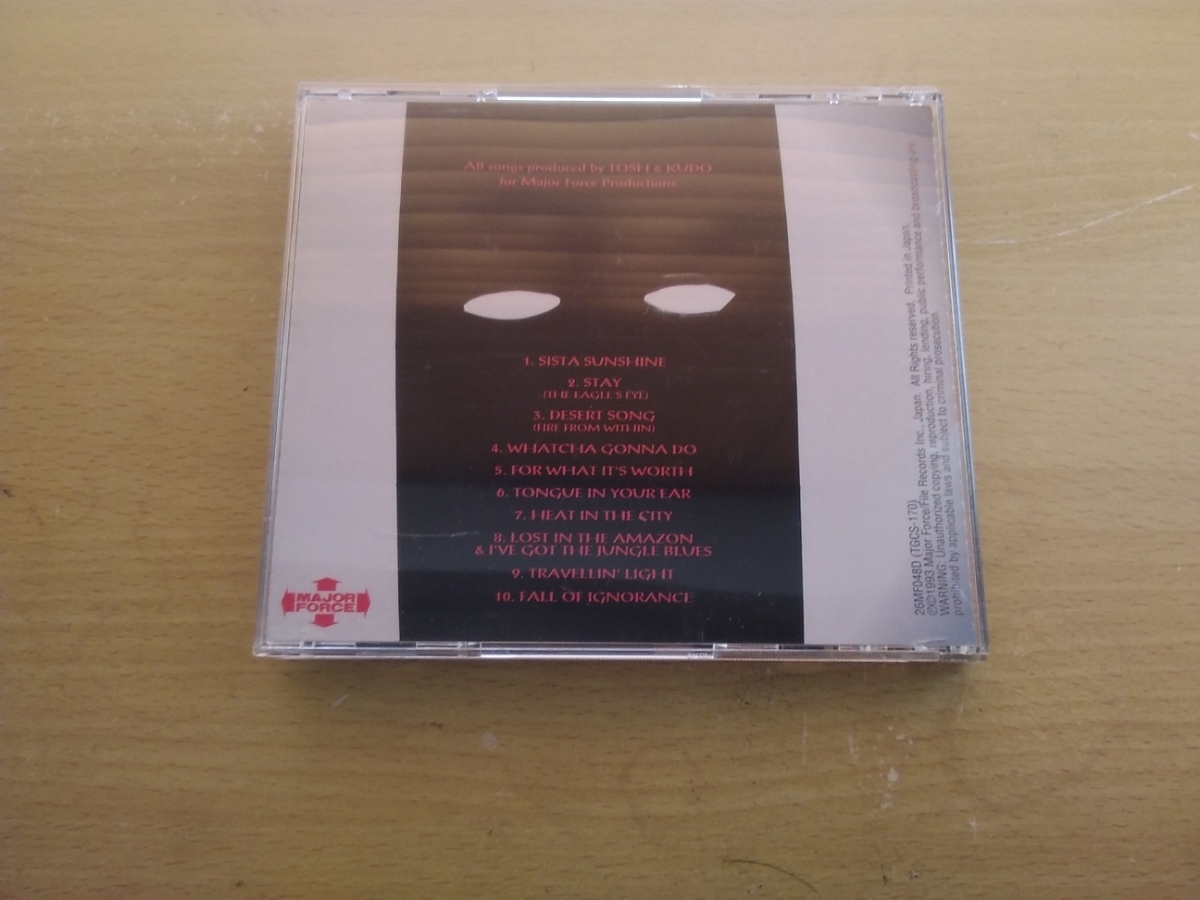 All songs produced by TOSH & KUDO
for Major Force Productions
1. SISTA SUNSHINE
2. STAY
(THE EAGLE'S EYE)
3. DESERT SONG
(FIRE FROM WITHIN)
4. WHATCHA GONNA DO
5. FOR WHAT IT'S WORTH
6. TONGUE IN YOUR EAR
7. HEAT IN THE CITY
8. LOST IN THE AMAZON
& I'VE GOT THE JUNGLE BLUES
9. TRAVELLIN' LIGHT
10. FALL OF IGNORANCE
MAJOR
FORCE
26MF048D (TGCS-170)
℗©1993 Major Force/File Records Inc., Japan. All Rights reserved. Printed in Japan.
WARNING: Unauthorized copying, reproduction, hiring, lending, public performance and broadcasting are
prohibited by applicable laws and subject to criminal prosecution.